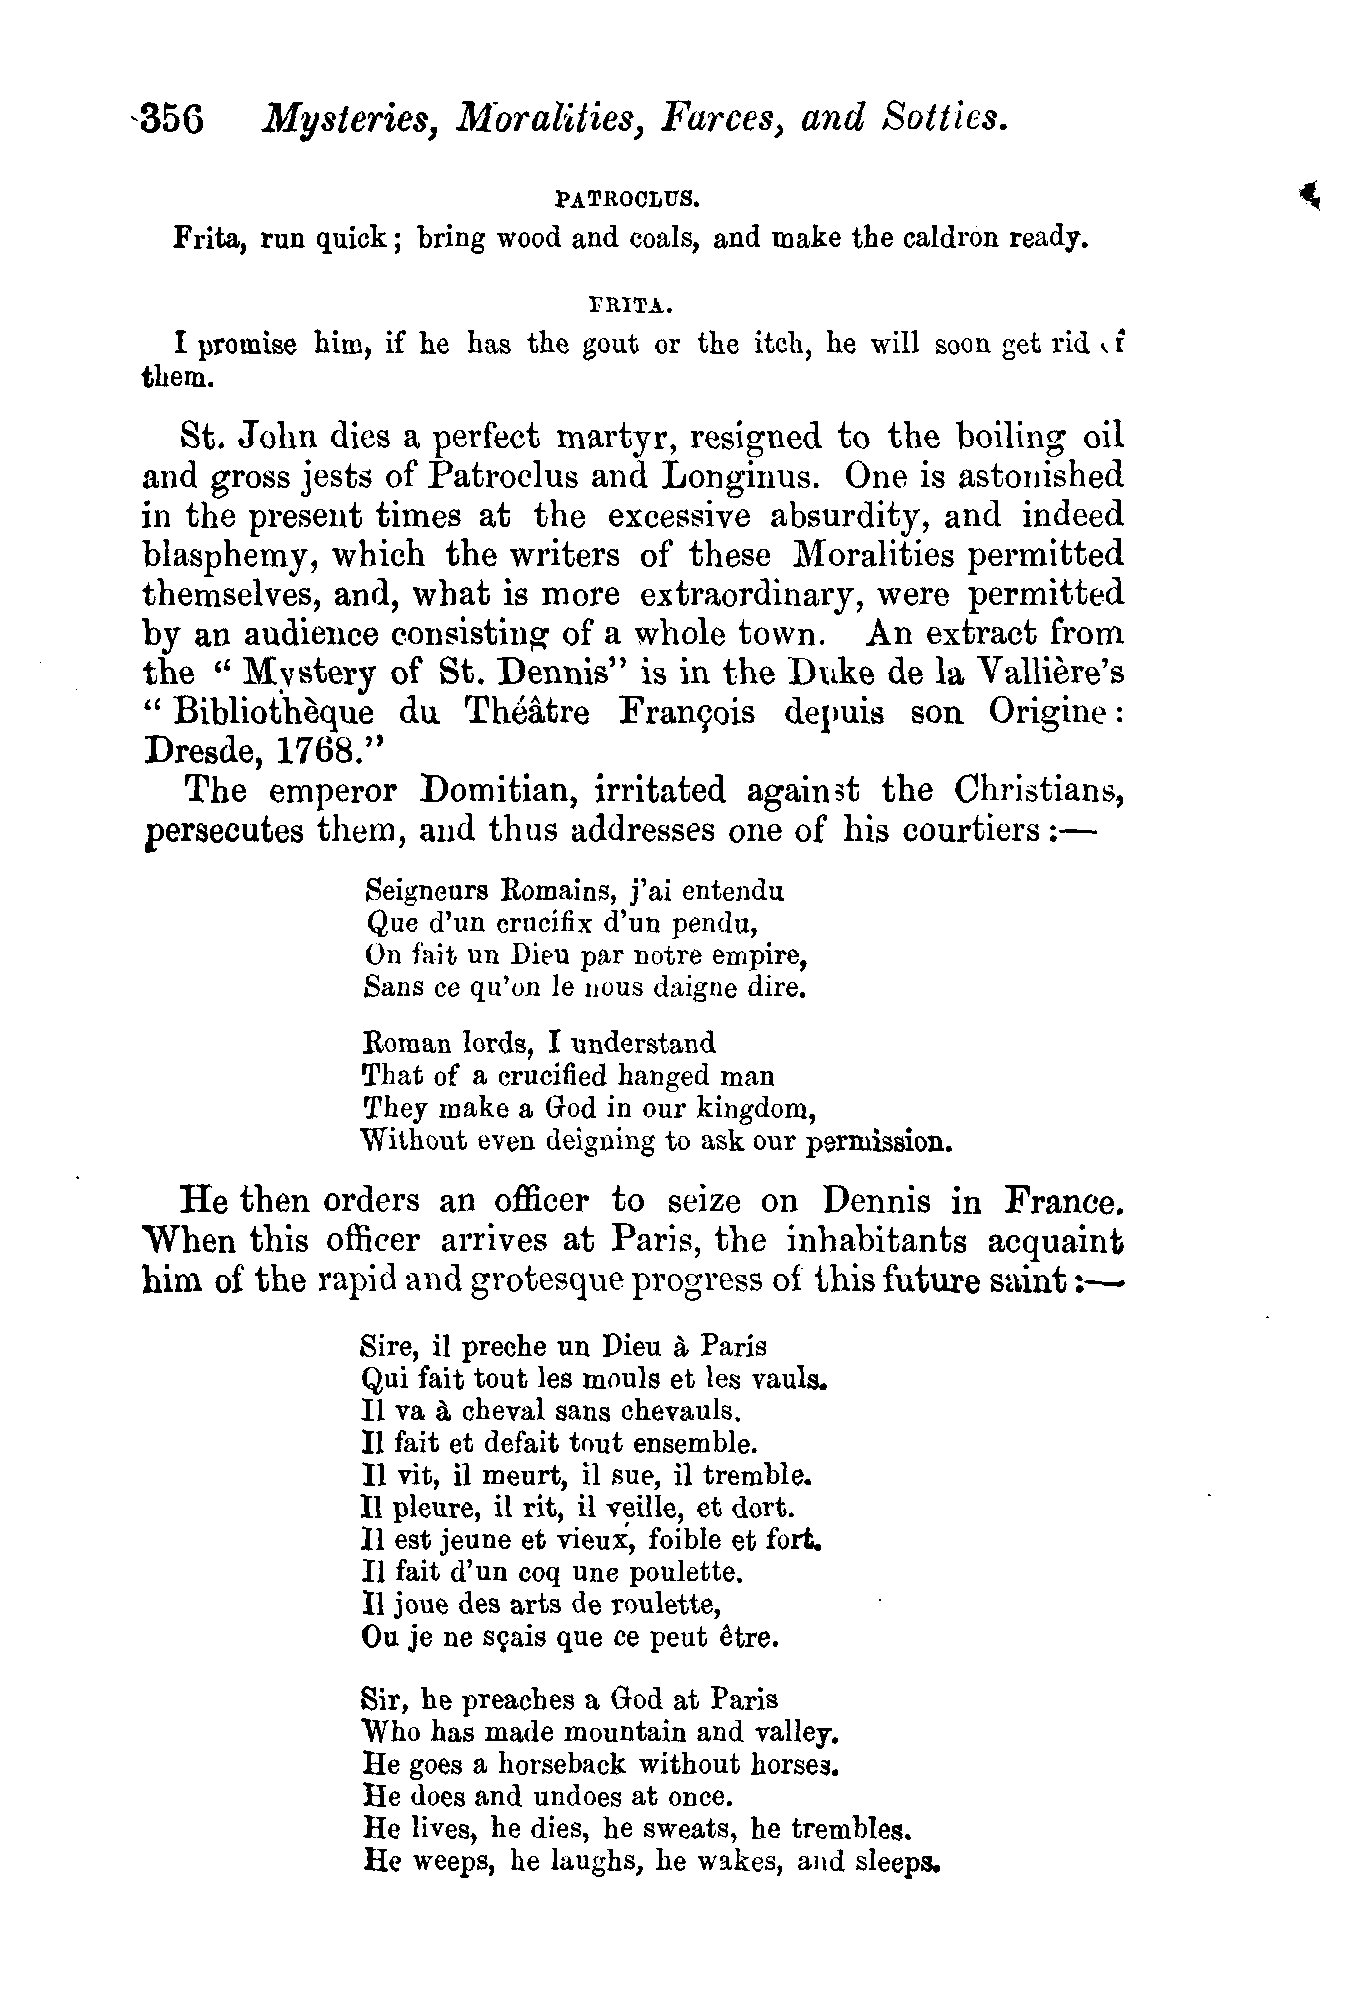 356 Mysteries, Moralities, Farces, and Sotties.
PATROCLUS.
Frita, run quick; bring wood and coals, and make the caldron ready.
FRITA.
I promise him, if he has the gout or the itch, he will soon get rid of
them.
St. John dies a perfect martyr, resigned to the boiling oil
and gross jests of Patroclus and Longinus. One is astonished
in the present times at the excessive absurdity, and indeed
blasphemy, which the writers of these Moralities permitted
themselves, and, what is more extraordinary, were permitted
by an audience consisting of a whole town. An extract from
the “Mystery of St. Dennis” is in the Duke de la Vallière’s
“Bibliothèque du Théâtre François depuis son Origine:
Dresde, 1768.”
The emperor Domitian, irritated against the Christians,
persecutes them, and thus addresses one of his courtiers:—
Seigneurs Romains, j’ai entendu
Que d’un crucifix d’un pendu,
On fait un Dieu par notre empire,
Sans ce qu’on le nous daigne dire.
Roman lords, I understand
That of a crucified hanged man
They make a God in our kingdom,
Without even deigning to ask our permission.
He then orders an officer to seize on Dennis in France.
When this officer arrives at Paris, the inhabitants acquaint
him of the rapid and grotesque progress of this future saint:—
Sire, il preche un Dieu à Paris
Qui fait tout les mouls et les vauls.
Il va à cheval sans chevauls.
Il fait et defait tout ensemble.
Il vit, il meurt, il sue, il tremble.
Il pleure, il rit, il veille, et dort.
Il est jeune et vieux, foible et fort.
Il fait d’un coq une poulette.
Il joue des arts de roulette,
Ou je ne sçais que ce peut être.
Sir, he preaches a God at Paris
Who has made mountain and valley.
He goes a horseback without horses.
He does and undoes at once.
He lives, he dies, he sweats, he trembles.
He weeps, he laughs, he wakes, and sleeps.